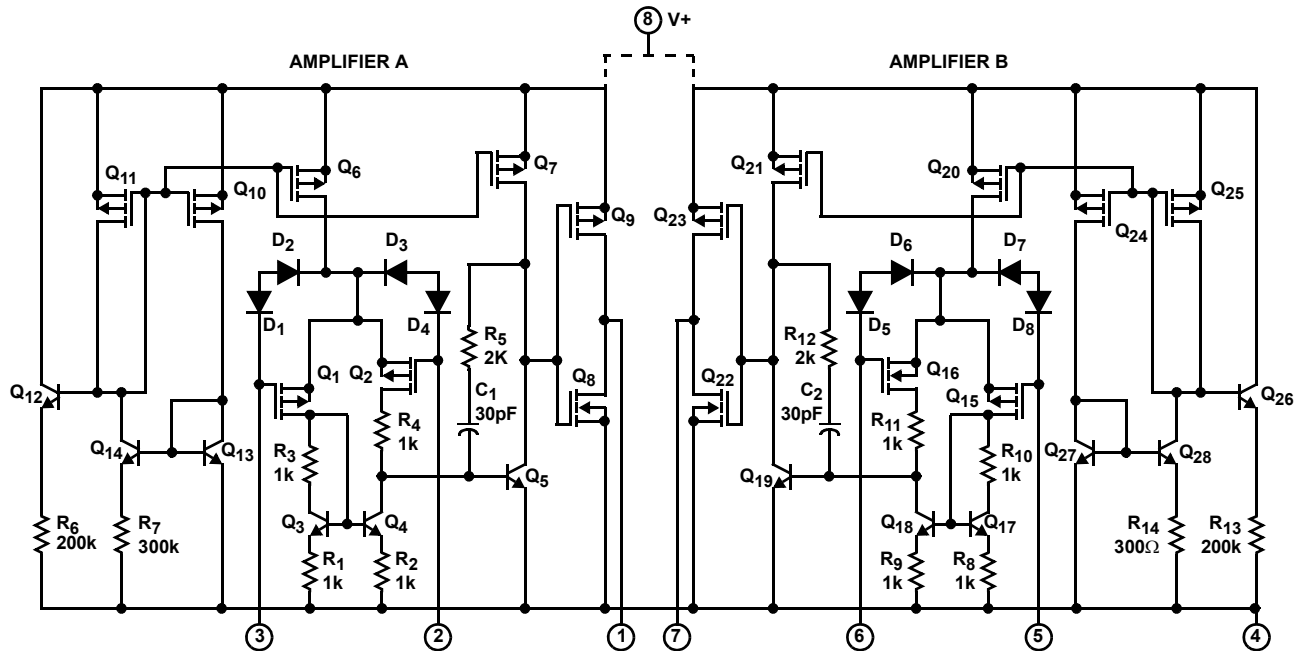 8 V+
AMPLIFIER A
AMPLIFIER B
Q11
Q10
Q6
Q7
Q21
Q20
Q25
Q9
Q23
Q24
D2
D3
D6
D7
D1
D4
D5
D8
R5
2K
R12
2k
Q12
Q1
Q2
C1
30pF
Q8
Q22
C2
30pF
Q16
Q15
Q26
R4
1k
R11
1k
Q14
Q13
R3
1k
Q5
Q19
R10
1k
Q27
Q28
Q3
Q4
Q18
Q17
R6
200k
R7
300k
R1
1k
R2
1k
R9
1k
R8
1k
R14
300Ω
R13
200k
3
2
1
7
6
5
4